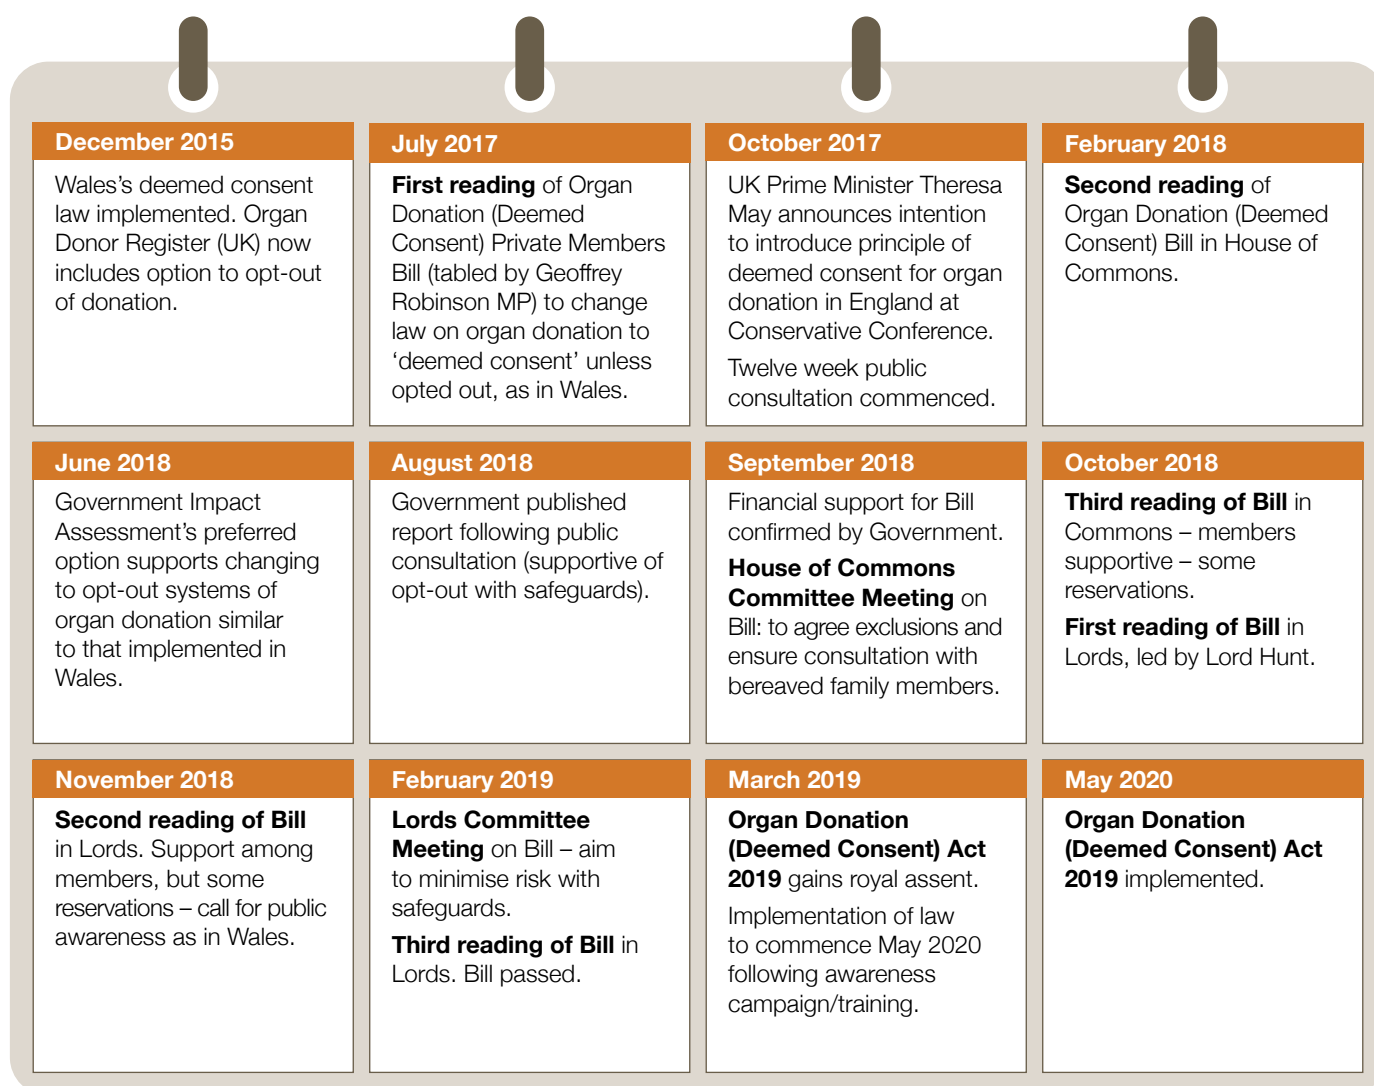 December 2015
Wales's deemed consent
law implemented. Organ
Donor Register (UK) now
includes option to opt-out
of donation.
July 2017
First reading of Organ
Donation (Deemed
Consent) Private Members
Bill (tabled by Geoffrey
Robinson MP) to change
law on organ donation to
‘deemed consent’ unless
opted out, as in Wales.
October 2017
UK Prime Minister Theresa
May announces intention
to introduce principle of
deemed consent for organ
donation in England at
Conservative Conference.
Twelve week public
consultation commenced.
February 2018
Second reading of
Organ Donation (Deemed
Consent) Bill in House of
Commons.
June 2018
Government Impact
Assessment's preferred
option supports changing
to opt-out systems of
organ donation similar
to that implemented in
Wales.
August 2018
Government published
report following public
consultation (supportive of
opt-out with safeguards).
September 2018
Financial support for Bill
confirmed by Government.
House of Commons
Committee Meeting on
Bill: to agree exclusions and
ensure consultation with
bereaved family members.
October 2018
Third reading of Bill in
Commons – members
supportive – some
reservations.
First reading of Bill in
Lords, led by Lord Hunt.
November 2018
Second reading of Bill
in Lords. Support among
members, but some
reservations – call for public
awareness as in Wales.
February 2019
Lords Committee
Meeting on Bill – aim
to minimise risk with
safeguards.
Third reading of Bill in
Lords. Bill passed.
March 2019
Organ Donation
(Deemed Consent) Act
2019 gains royal assent.
Implementation of law
to commence May 2020
following awareness
campaign/training.
May 2020
Organ Donation
(Deemed Consent) Act
2019 implemented.